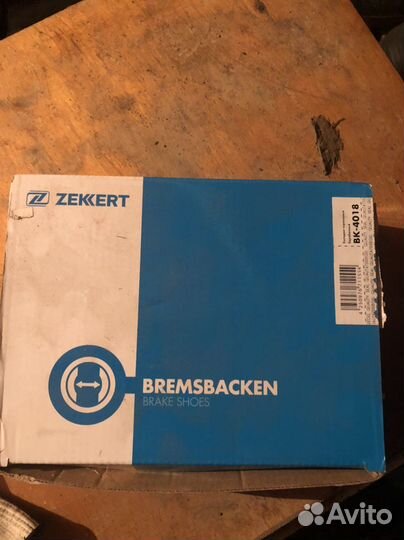 ZEKKERT
BK-4018
BREMSBACKEN
BRAKE SHOES
Avito